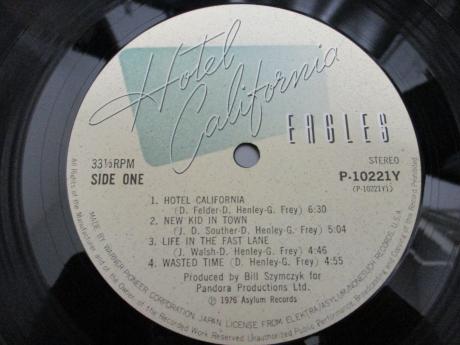 Hotel
California
EAGLES
33⅓RPM
SIDE ONE
STEREO
P-10221Y
(P-10221Y1)
1. HOTEL CALIFORNIA
(D. Felder-D. Henley-G. Frey) 6:30
2. NEW KID IN TOWN
(J. D. Souther-D. Henley-G. Frey) 5:04
3. LIFE IN THE FAST LANE
(J. Walsh-D. Henley-G. Frey) 4:46
4. WASTED TIME (D. Henley-G. Frey) 4:55
Produced by Bill Szymczyk for
Pandora Productions Ltd.
Ⓟ 1976 Asylum Records
MADE BY WARNER-PIONEER CORPORATION, JAPAN, LICENSE FROM ELEKTRA/ASYLUM/NONESUCH RECORDS, U.S.A.
All Rights of the Manufacturer and of the Owner of the Recorded Work Reserved. Unauthorized Public Performance, Broadcasting and Copying of this Record Prohibited